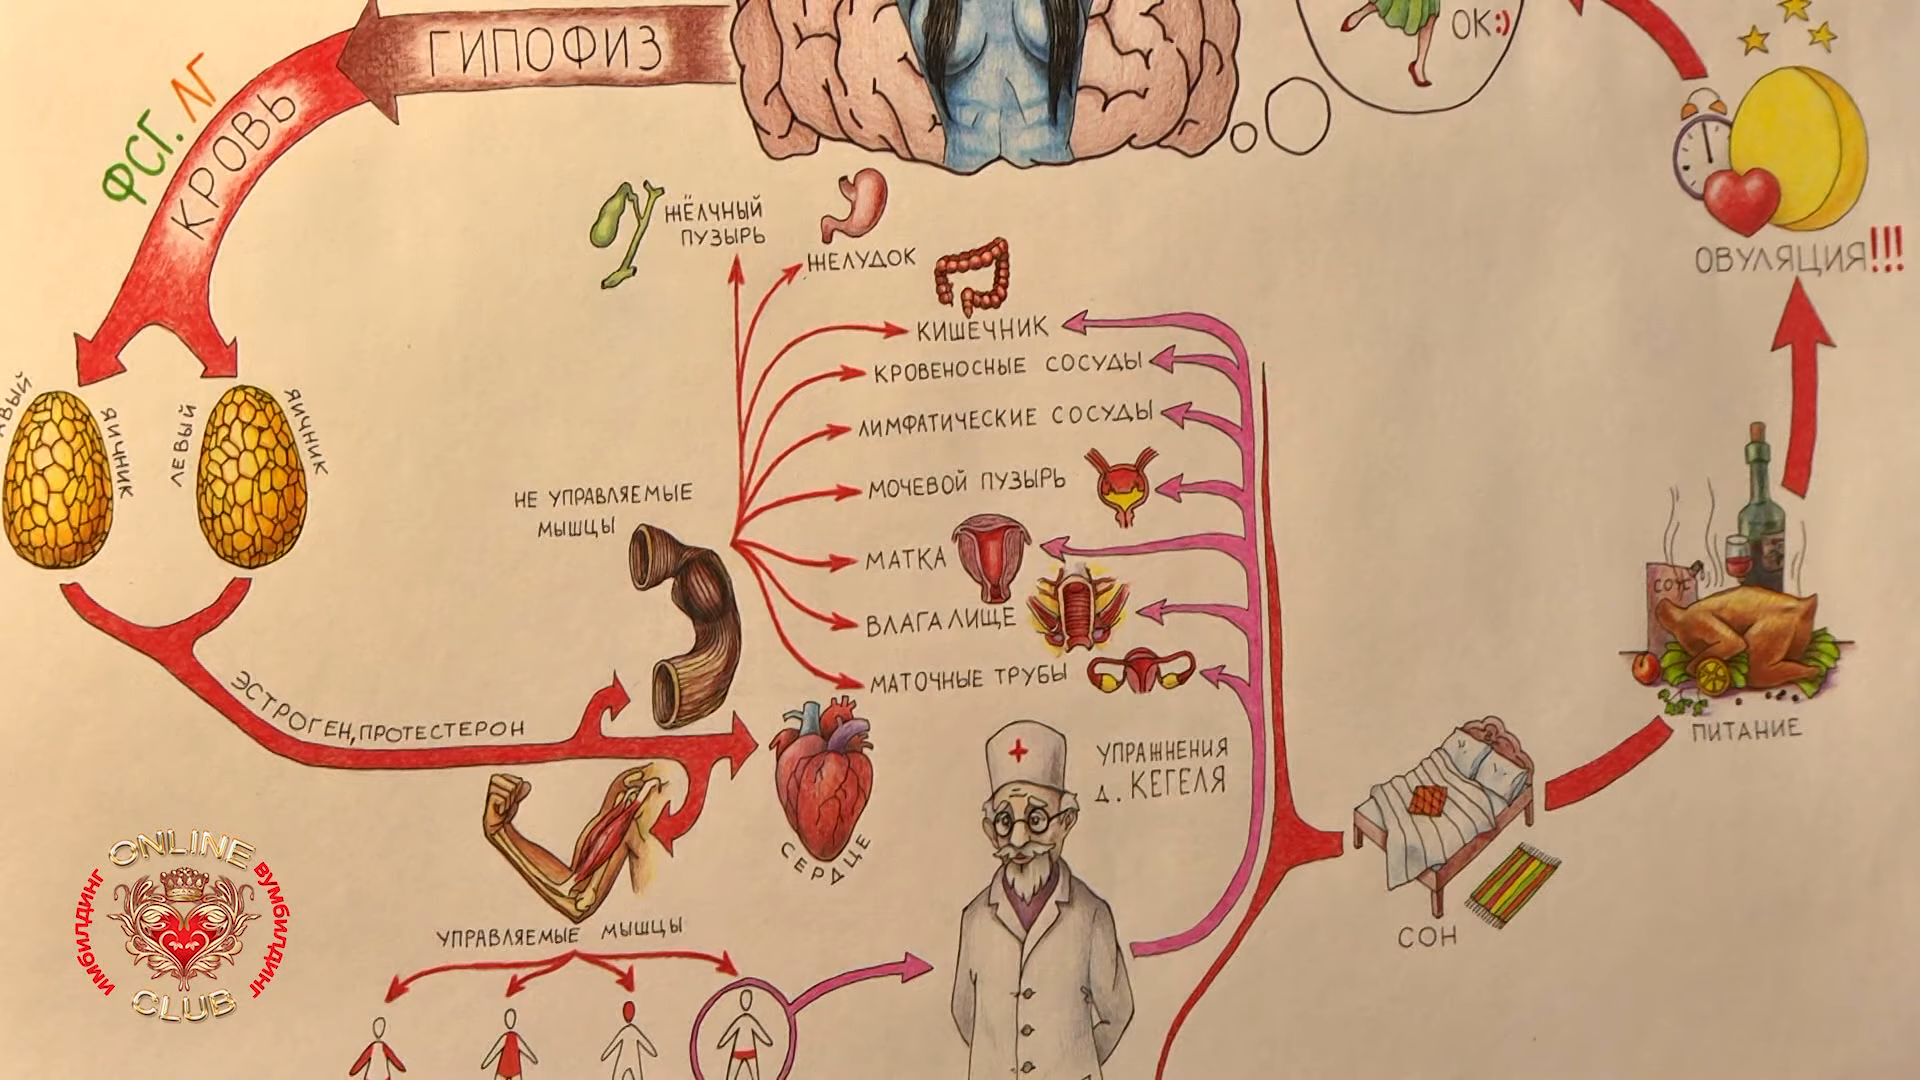 ГИПОФИЗ
ОК:)
ФСГ. ЛГ
КРОВЬ
ЖЁЛЧНЫЙ
ПУЗЫРЬ
ЖЕЛУДОК
ОВУЛЯЦИЯ!!!
КИШЕЧНИК
КРОВЕНОСНЫЕ СОСУДЫ
ЛИМФАТИЧЕСКИЕ СОСУДЫ
ЯИЧНИК
ЛЕВЫЙ
ЯИЧНИК
НЕ УПРАВЛЯЕМЫЕ
МЫШЦЫ
МОЧЕВОЙ ПУЗЫРЬ
МАТКА
ВЛАГАЛИЩЕ
МАТОЧНЫЕ ТРУБЫ
СОУС
ПИТАНИЕ
ЭСТРОГЕН, ПРОТЕСТЕРОН
УПРАЖНЕНИЯ
д. КЕГЕЛЯ
СЕРДЦЕ
СОН
УПРАВЛЯЕМЫЕ МЫШЦЫ
ONLINE
имбилдинг
вумбилдинг
CLUB